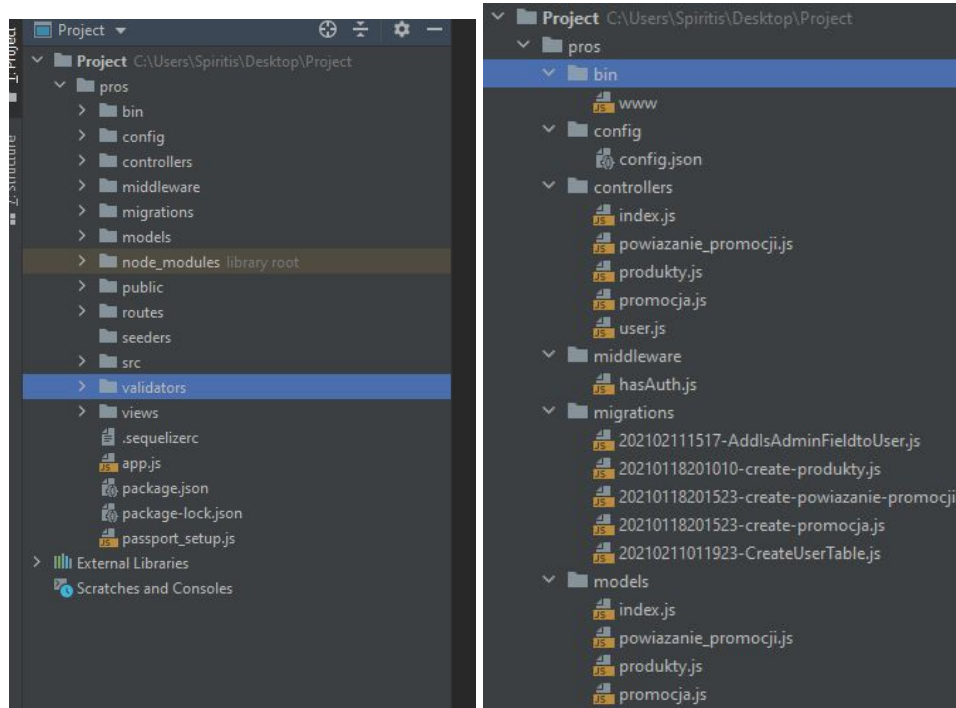 Project
1: Project
Project C:\Users\Spiritis\Desktop\Project
pros
bin
config
controllers
middleware
migrations
models
node_modules library root
public
routes
seeders
src
validators
views
.sequelizerc
app.js
package.json
package-lock.json
passport_setup.js
External Libraries
Scratches and Consoles
7: Structure
Project C:\Users\Spiritis\Desktop\Project
pros
bin
www
config
config.json
controllers
index.js
powiazanie_promocji.js
produkty.js
promocja.js
user.js
middleware
hasAuth.js
migrations
202102111517-AddIsAdminFieldtoUser.js
20210118201010-create-produkty.js
20210118201523-create-powiazanie-promocji
20210118201523-create-promocja.js
20210211011923-CreateUserTable.js
models
index.js
powiazanie_promocji.js
produkty.js
promocja.js